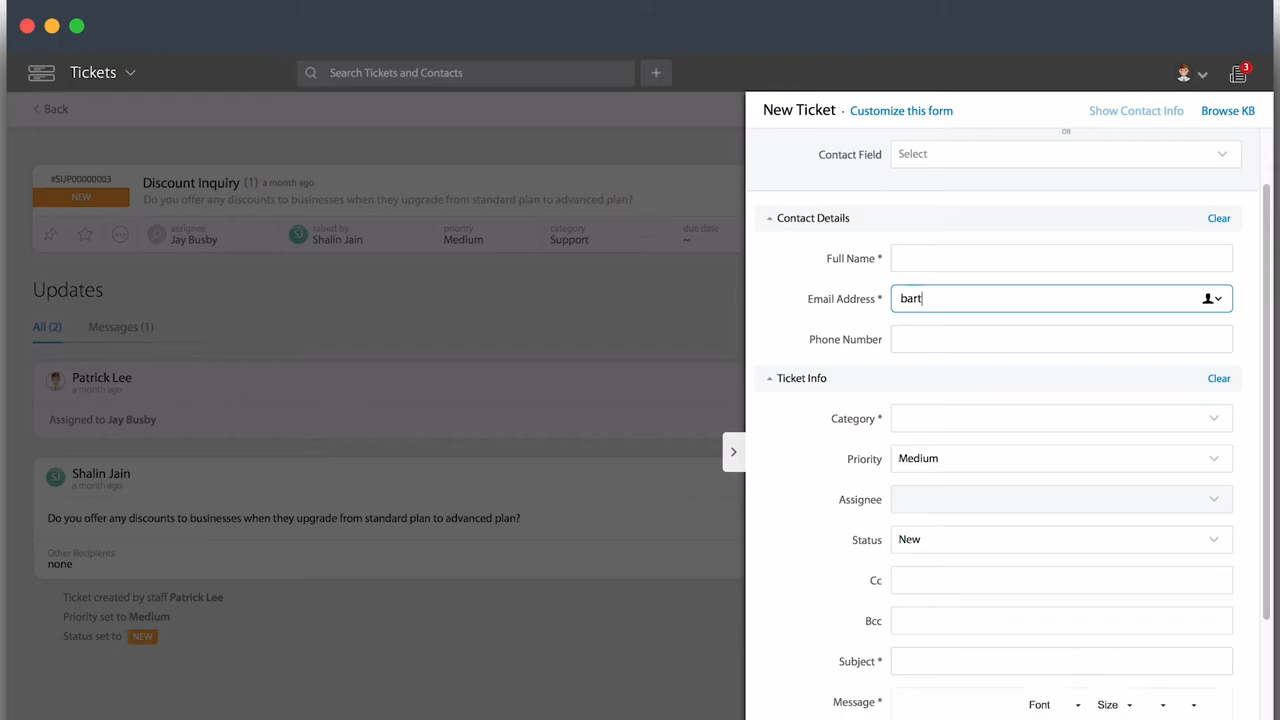 Tickets
Search Tickets and Contacts
+
3
Back
#SUP00000003
NEW
Discount Inquiry (1) a month ago
Do you offer any discounts to businesses when they upgrade from standard plan to advanced plan?
assignee
Jay Busby
SJ
raised by
Shalin Jain
priority
Medium
category
Support
due date
~
Updates
All (2)
Messages (1)
Patrick Lee
a month ago
Assigned to Jay Busby
SJ
Shalin Jain
a month ago
Do you offer any discounts to businesses when they upgrade from standard plan to advanced plan?
Other Recipients
none
Ticket created by staff Patrick Lee
Priority set to Medium
Status set to NEW
New Ticket · Customize this form
Show Contact Info
Browse KB
OR
Contact Field
Select
Contact Details
Clear
Full Name *
Email Address *
bart
Phone Number
Ticket Info
Clear
Category *
Priority
Medium
Assignee
Status
New
Cc
Bcc
Subject *
Message *
Font
Size